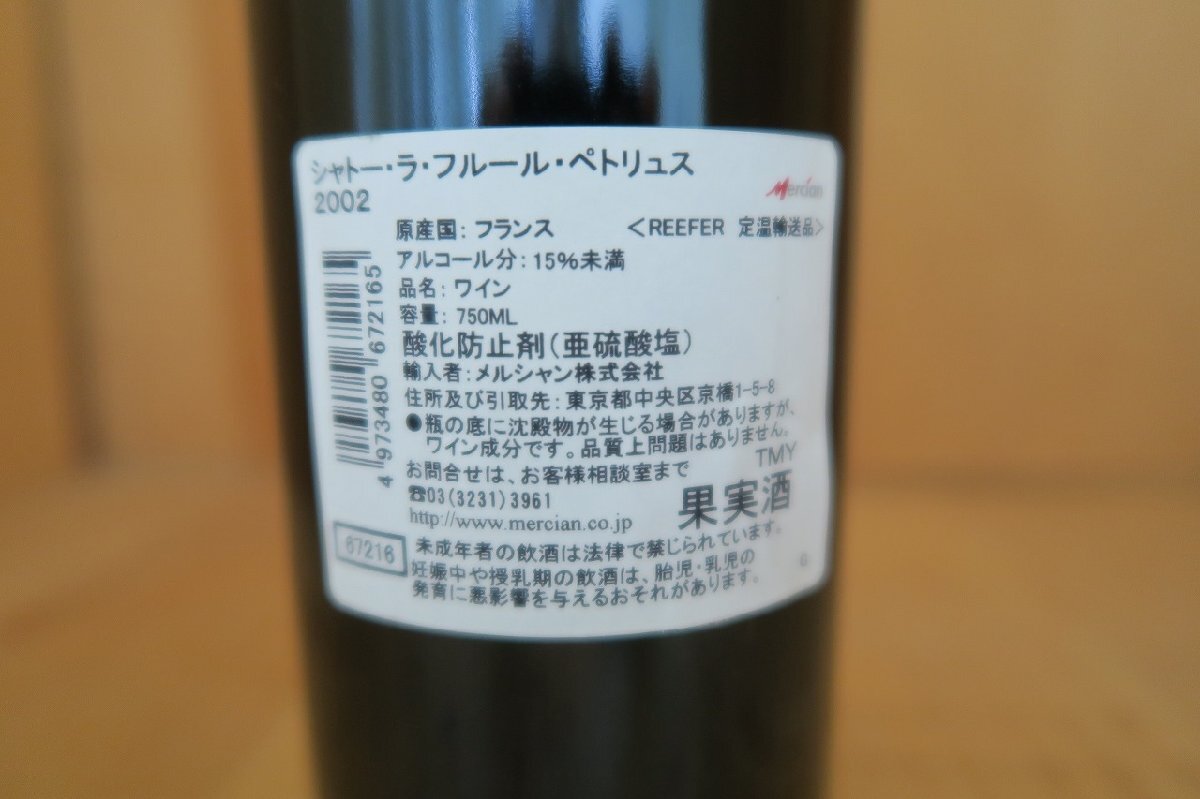 シャトー・ラ・フルール・ペトリュス
2002
Mercian
原産国: フランス
<REEFER 定温輸送品>
アルコール分: 15%未満
品名: ワイン
容量: 750ML
酸化防止剤(亜硫酸塩)
輸入者: メルシャン株式会社
住所及び引取先: 東京都中央区京橋1-5-8
●瓶の底に沈殿物が生じる場合がありますが、
ワイン成分です。品質上問題はありません。
TMY
お問合せは、お客様相談室まで
☎03(3231)3961
http://www.mercian.co.jp
果実酒
4 973480 672165
67216
未成年者の飲酒は法律で禁じられています。
妊娠中や授乳期の飲酒は、胎児・乳児の
発育に悪影響を与えるおそれがあります。